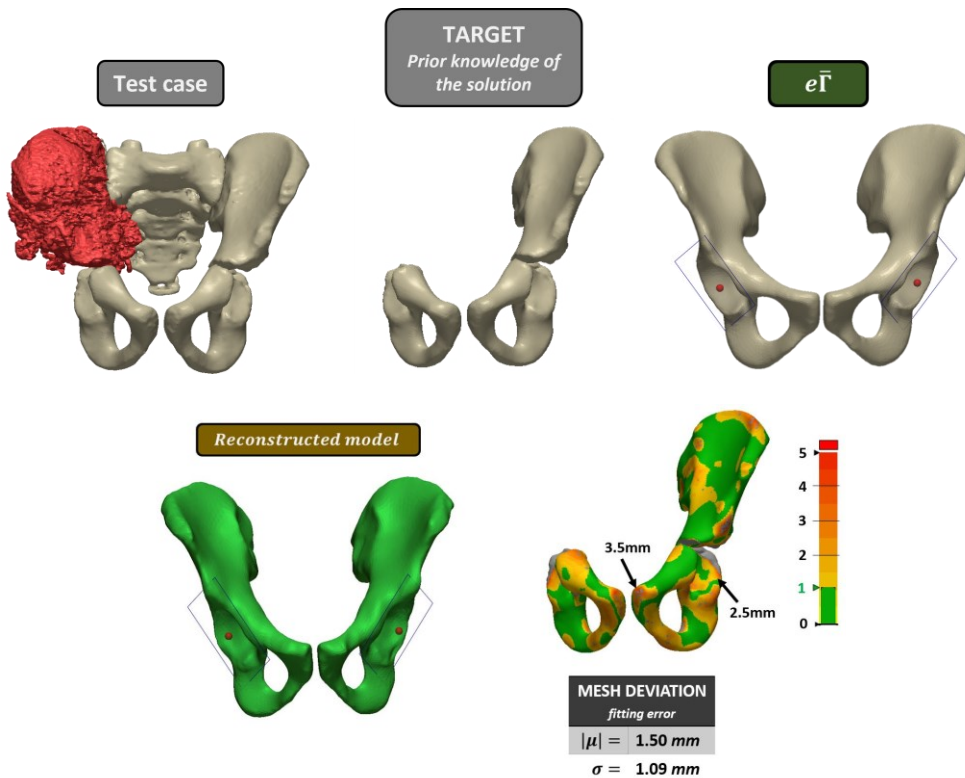 Test case
TARGET
Prior knowledge of
the solution
eΓ̄
Reconstructed model
3.5mm
2.5mm
5
4
3
2
1
0
MESH DEVIATION
fitting error
|μ| = 1.50 mm
σ = 1.09 mm